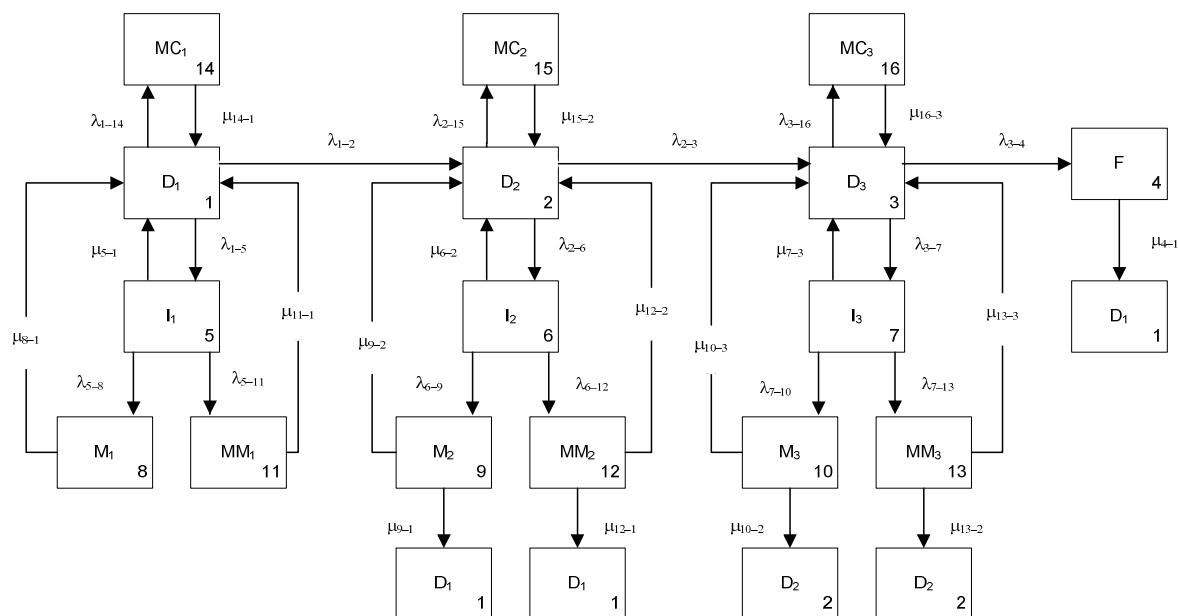 MC₁
14
MC₂
15
MC₃
16
λ₁₋₁₄
μ₁₄₋₁
λ₂₋₁₅
μ₁₅₋₂
λ₃₋₁₆
μ₁₆₋₃
λ₁₋₂
λ₂₋₃
λ₃₋₄
D₁
1
D₂
2
D₃
3
F
4
μ₅₋₁
λ₁₋₅
μ₆₋₂
λ₂₋₆
μ₇₋₃
λ₃₋₇
μ₄₋₁
I₁
5
I₂
6
I₃
7
D₁
1
μ₈₋₁
μ₁₁₋₁
μ₉₋₂
μ₁₂₋₂
μ₁₀₋₃
μ₁₃₋₃
λ₅₋₈
λ₅₋₁₁
λ₆₋₉
λ₆₋₁₂
λ₇₋₁₀
λ₇₋₁₃
M₁
8
MM₁
11
M₂
9
MM₂
12
M₃
10
MM₃
13
μ₉₋₁
μ₁₂₋₁
μ₁₀₋₂
μ₁₃₋₂
D₁
1
D₁
1
D₂
2
D₂
2